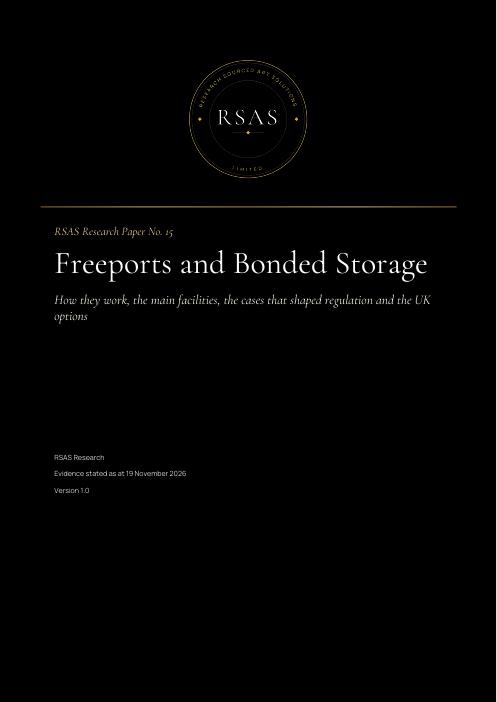 RESEARCH SOURCED ART SOLUTIONS
RSAS
LIMITED
RSAS Research Paper No. 15
Freeports and Bonded Storage
How they work, the main facilities, the cases that shaped regulation and the UK
options
RSAS Research
Evidence stated as at 19 November 2026
Version 1.0